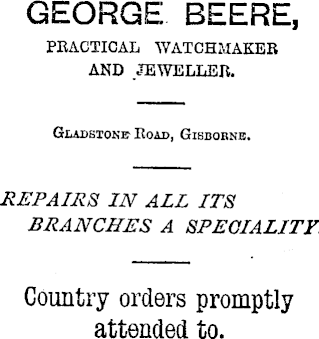 GEORGE BEERE,
PRACTICAL WATCHMAKER
AND JEWELLER.
GLADSTONE ROAD, GISBORNE.
REPAIRS IN ALL ITS
BRANCHES A SPECIALITY
Country orders promptly
attended to.